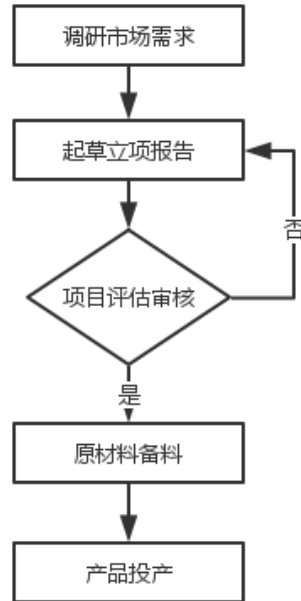 调研市场需求
起草立项报告
否
项目评估审核
是
原材料备料
产品投产